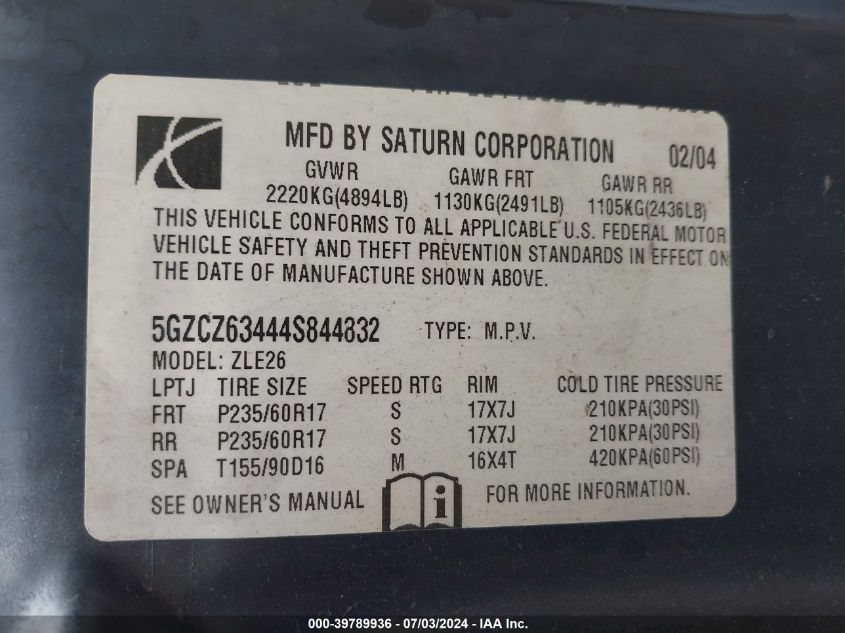 MFD BY SATURN CORPORATION 02/04
GVWR GAWR FRT GAWR RR
2220KG(4894LB) 1130KG(2491LB) 1105KG(2436LB)
THIS VEHICLE CONFORMS TO ALL APPLICABLE U.S. FEDERAL MOTOR
VEHICLE SAFETY AND THEFT PREVENTION STANDARDS IN EFFECT ON
THE DATE OF MANUFACTURE SHOWN ABOVE.
5GZCZ63444S844832 TYPE: M.P.V.
MODEL: ZLE26
LPTJ TIRE SIZE SPEED RTG RIM COLD TIRE PRESSURE
FRT P235/60R17 S 17X7J 210KPA(30PSI)
RR P235/60R17 S 17X7J 210KPA(30PSI)
SPA T155/90D16 M 16X4T 420KPA(60PSI)
SEE OWNER'S MANUAL i FOR MORE INFORMATION.
000-39789936 - 07/03/2024 - IAA Inc.